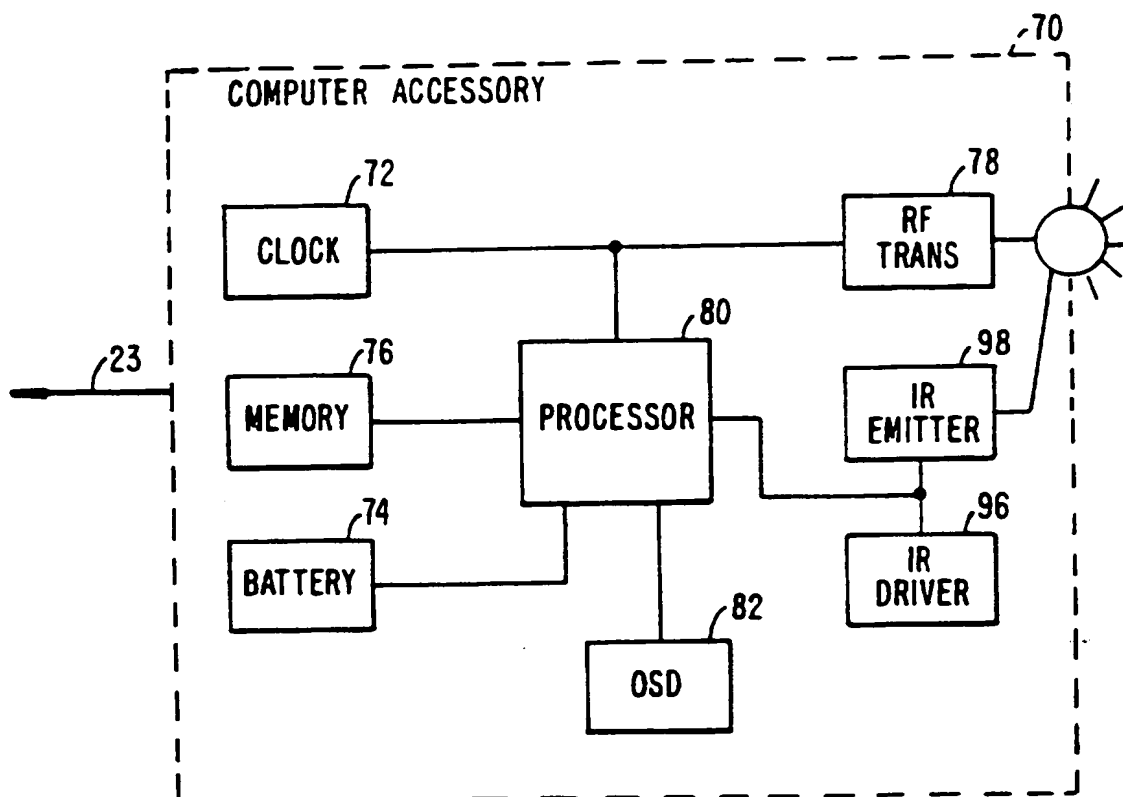 70
COMPUTER ACCESSORY
72
CLOCK
78
RF
TRANS
80
PROCESSOR
23
76
MEMORY
98
IR
EMITTER
74
BATTERY
96
IR
DRIVER
82
OSD